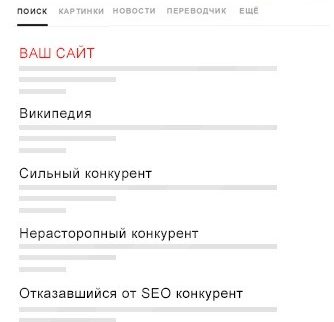 ПОИСК КАРТИНКИ НОВОСТИ ПЕРЕВОДЧИК ЕЩЁ
ВАШ САЙТ
Википедия
Сильный конкурент
Нерасторопный конкурент
Отказавшийся от SEO конкурент